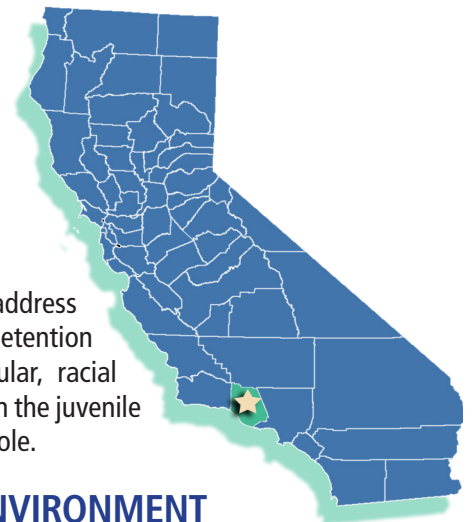 address
etention
ular, racial
n the juvenile
ole.
NVIRONMENT